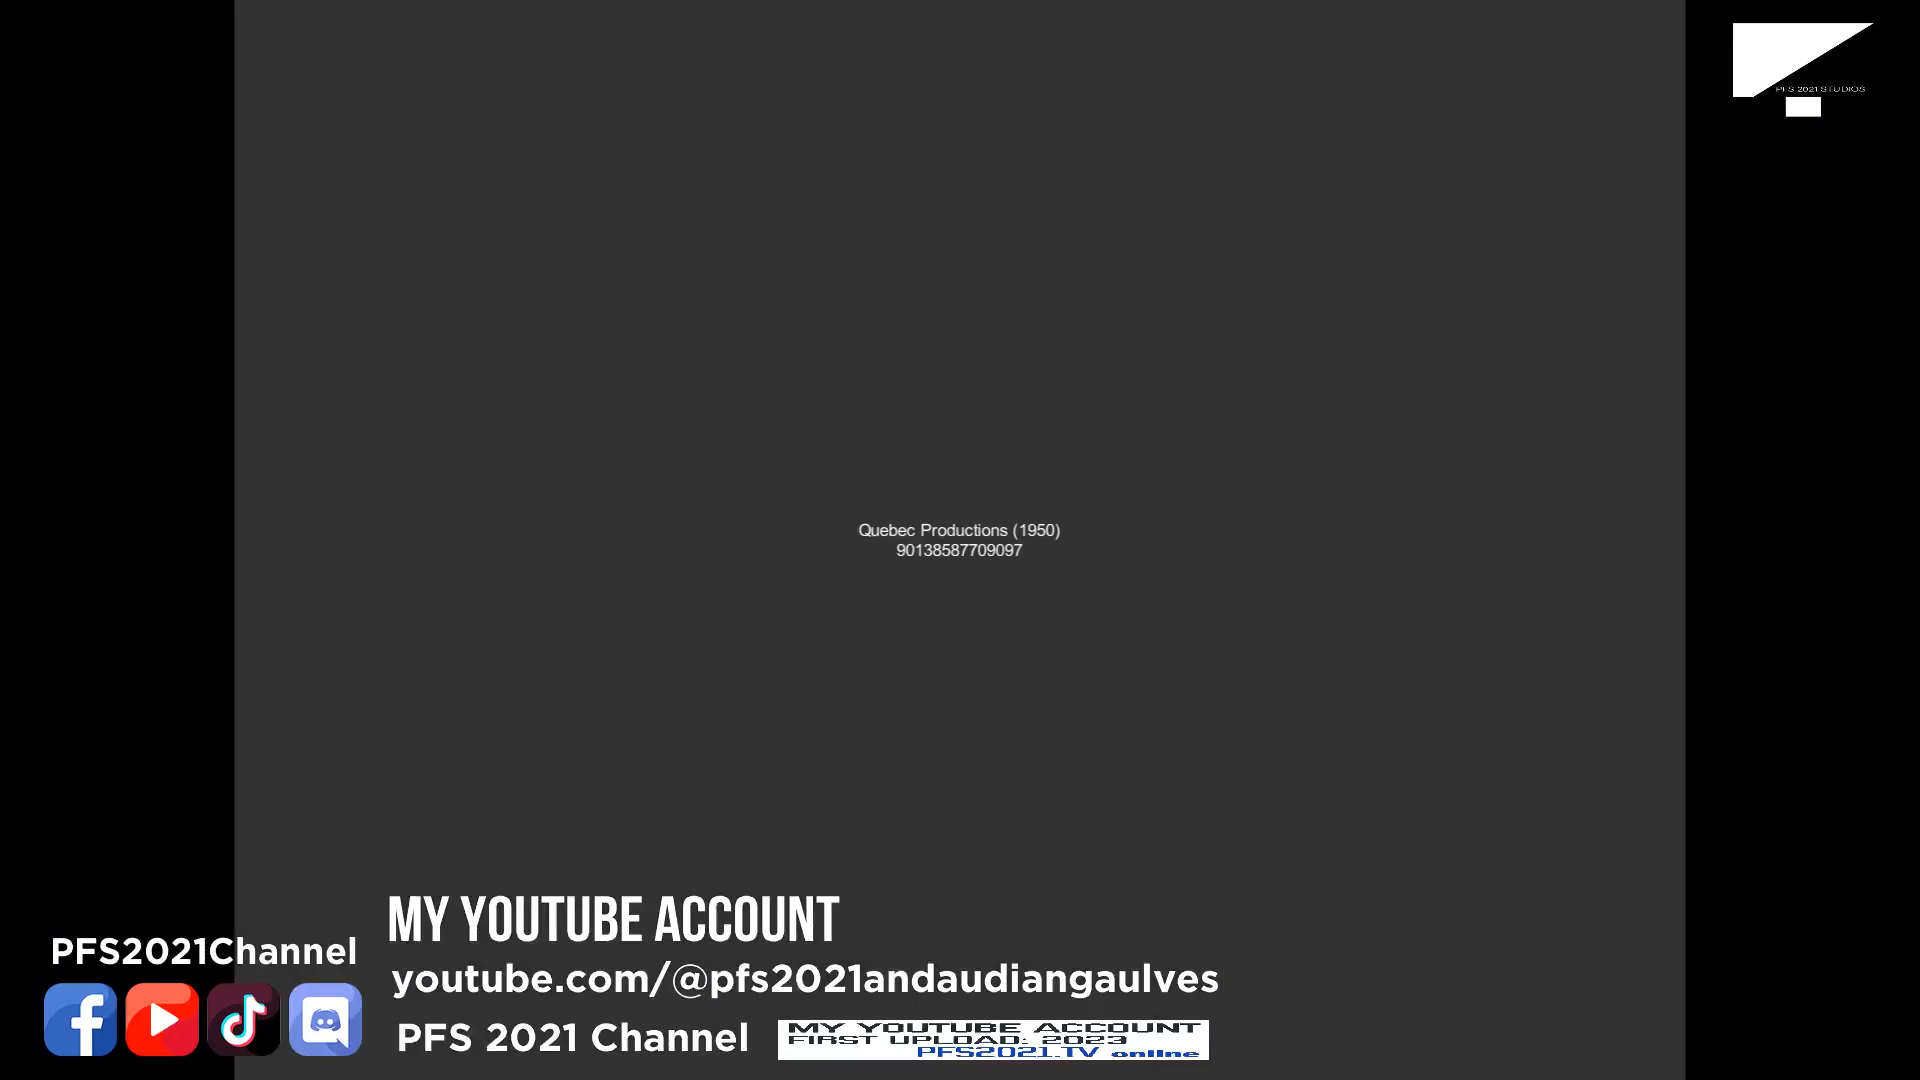 PFS 2021 STUDIOS
Quebec Productions (1950)
90138587709097
MY YOUTUBE ACCOUNT
PFS2021Channel
youtube.com/@pfs2021andaudiangaulves
PFS 2021 Channel
MY YOUTUBE ACCOUNT
FIRST UPLOAD: 2023
PFS2021.TV online